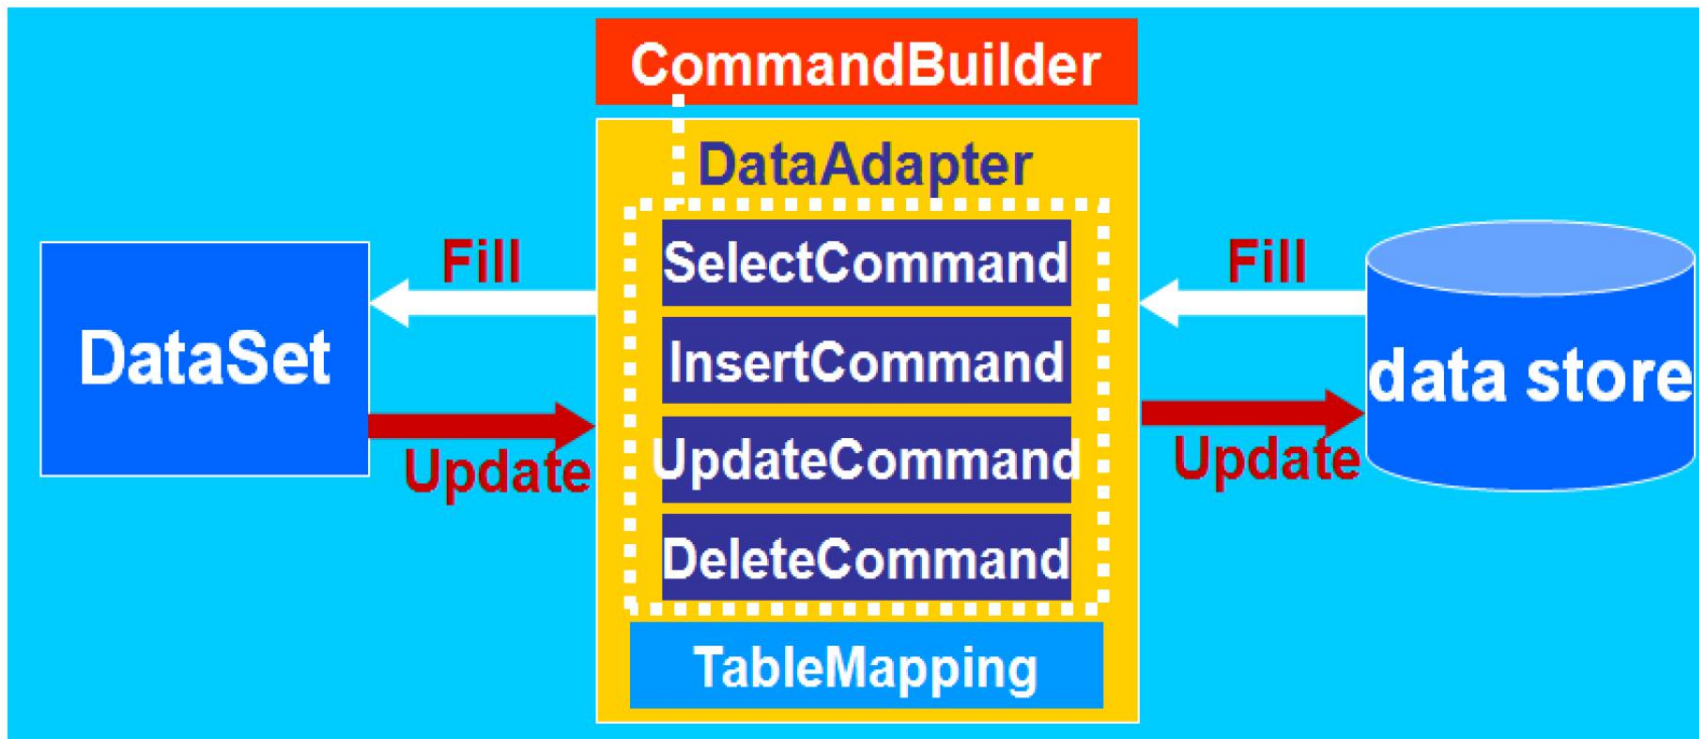 CommandBuilder
DataAdapter
SelectCommand
InsertCommand
UpdateCommand
DeleteCommand
TableMapping
DataSet
Fill
Update
Fill
Update
data store